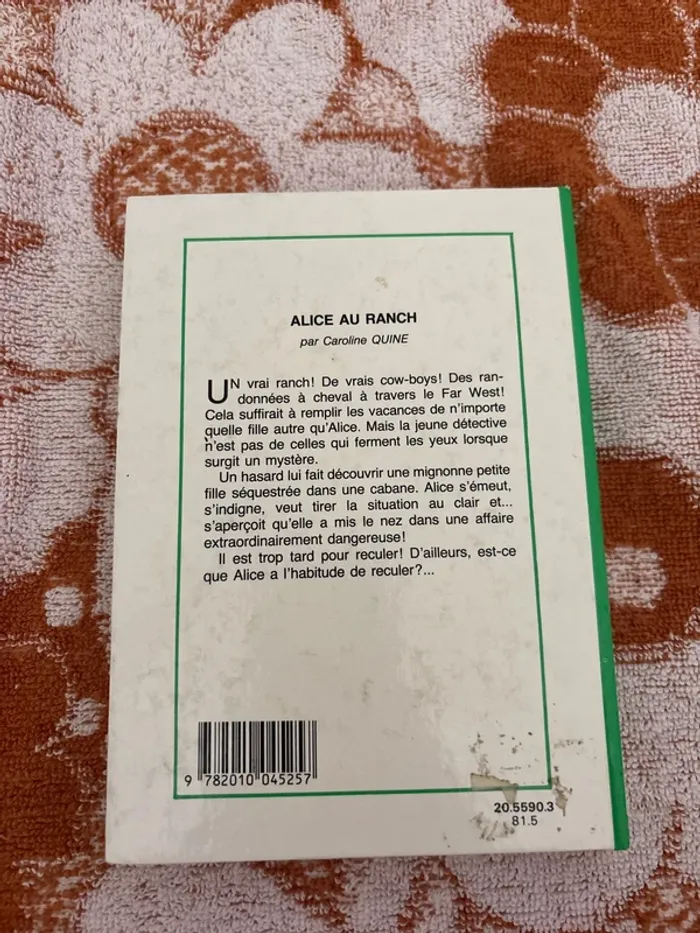 ALICE AU RANCH
par Caroline QUINE
UN vrai ranch! De vrais cow-boys! Des ran-
données à cheval à travers le Far West!
Cela suffirait à remplir les vacances de n'importe
quelle fille autre qu'Alice. Mais la jeune détective
n'est pas de celles qui ferment les yeux lorsque
surgit un mystère.
Un hasard lui fait découvrir une mignonne petite
fille séquestrée dans une cabane. Alice s'émeut,
s'indigne, veut tirer la situation au clair et...
s'aperçoit qu'elle a mis le nez dans une affaire
extraordinairement dangereuse!
Il est trop tard pour reculer! D'ailleurs, est-ce
que Alice a l'habitude de reculer?...
9 782010 045257
20.5590.3
81.5